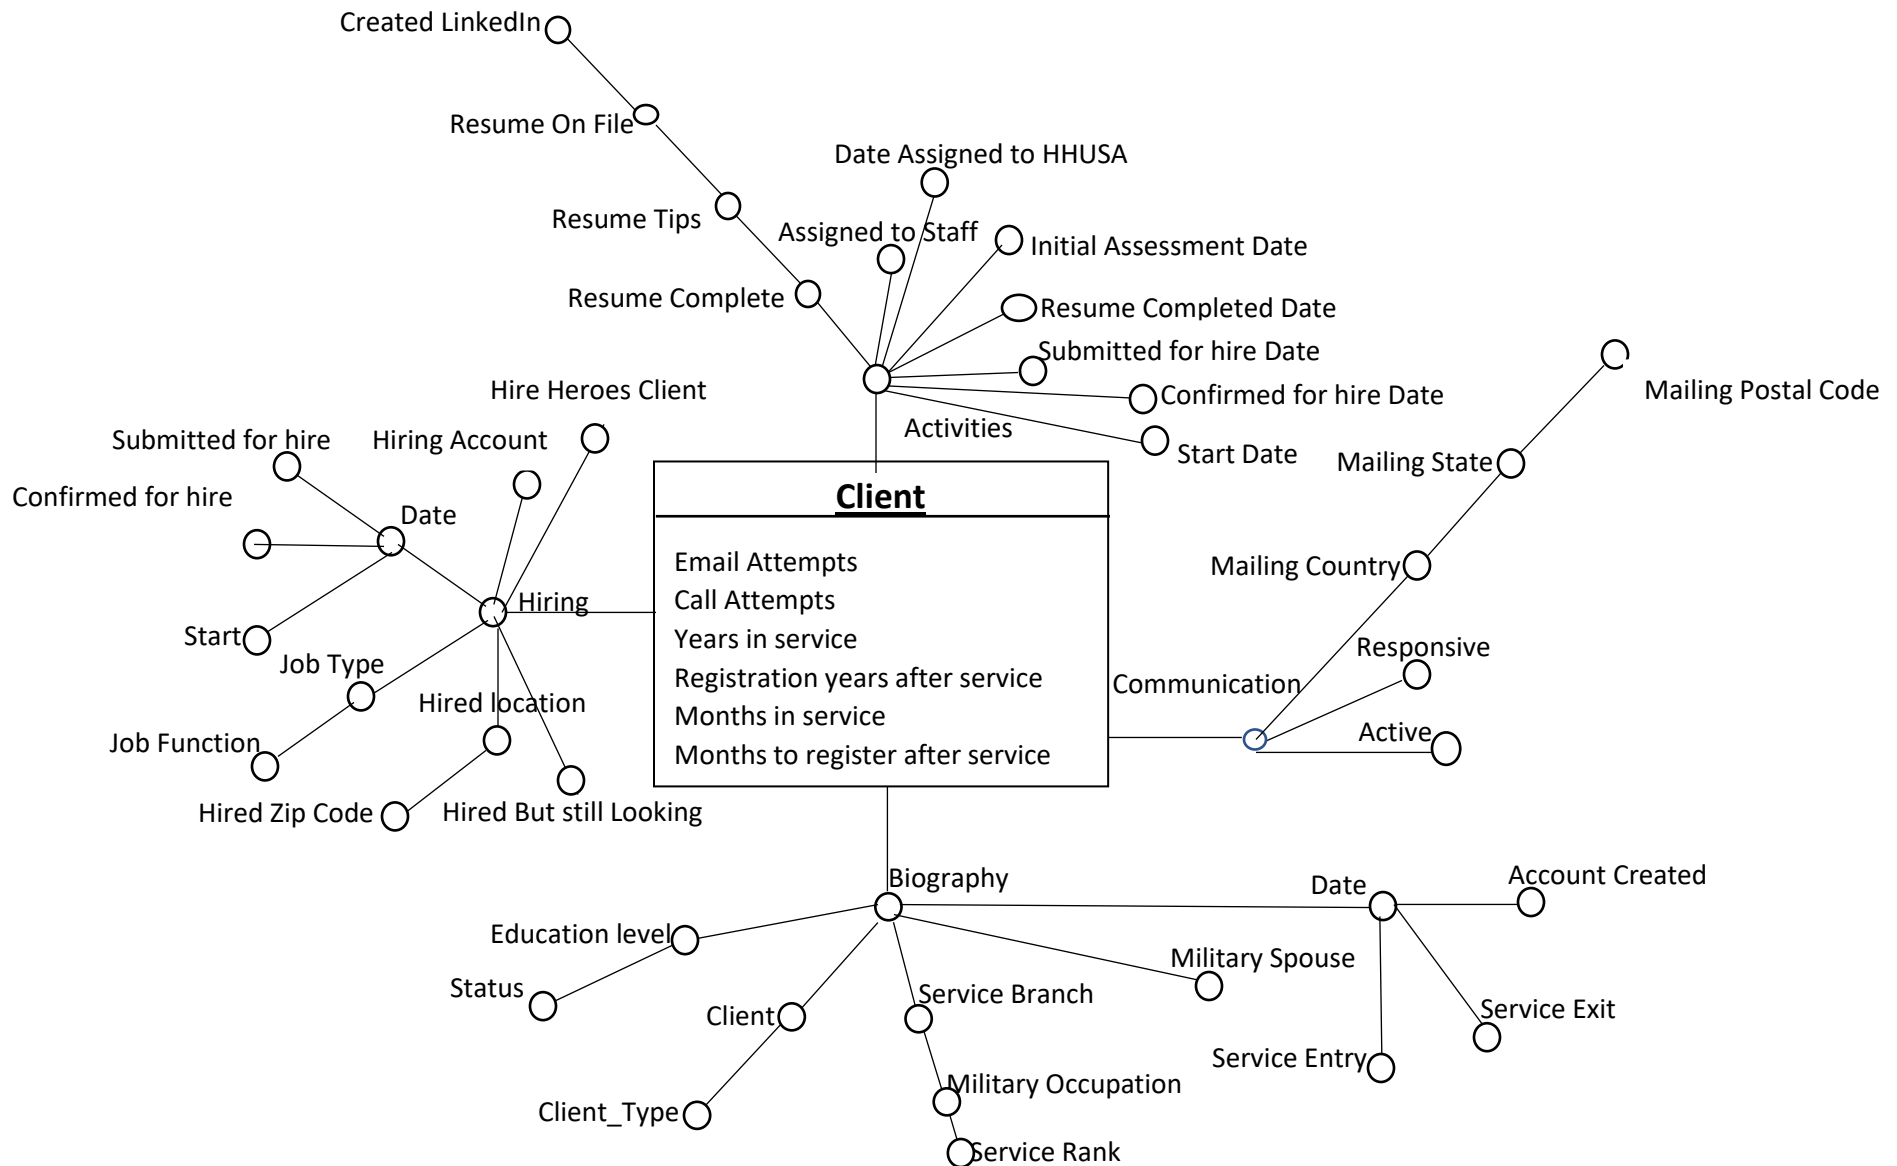 Created LinkedIn
Resume On File
Date Assigned to HHUSA
Resume Tips
Assigned to Staff
Initial Assessment Date
Resume Complete
Resume Completed Date
Submitted for hire Date
Hire Heroes Client
Confirmed for hire Date
Mailing Postal Code
Activities
Submitted for hire
Hiring Account
Start Date
Mailing State
Confirmed for hire
Date
Client
Email Attempts
Mailing Country
Hiring
Call Attempts
Start
Years in service
Responsive
Job Type
Registration years after service
Communication
Hired location
Months in service
Active
Job Function
Months to register after service
Hired Zip Code
Hired But still Looking
Biography
Date
Account Created
Education level
Military Spouse
Status
Service Branch
Client
Service Exit
Service Entry
Military Occupation
Client_Type
Service Rank